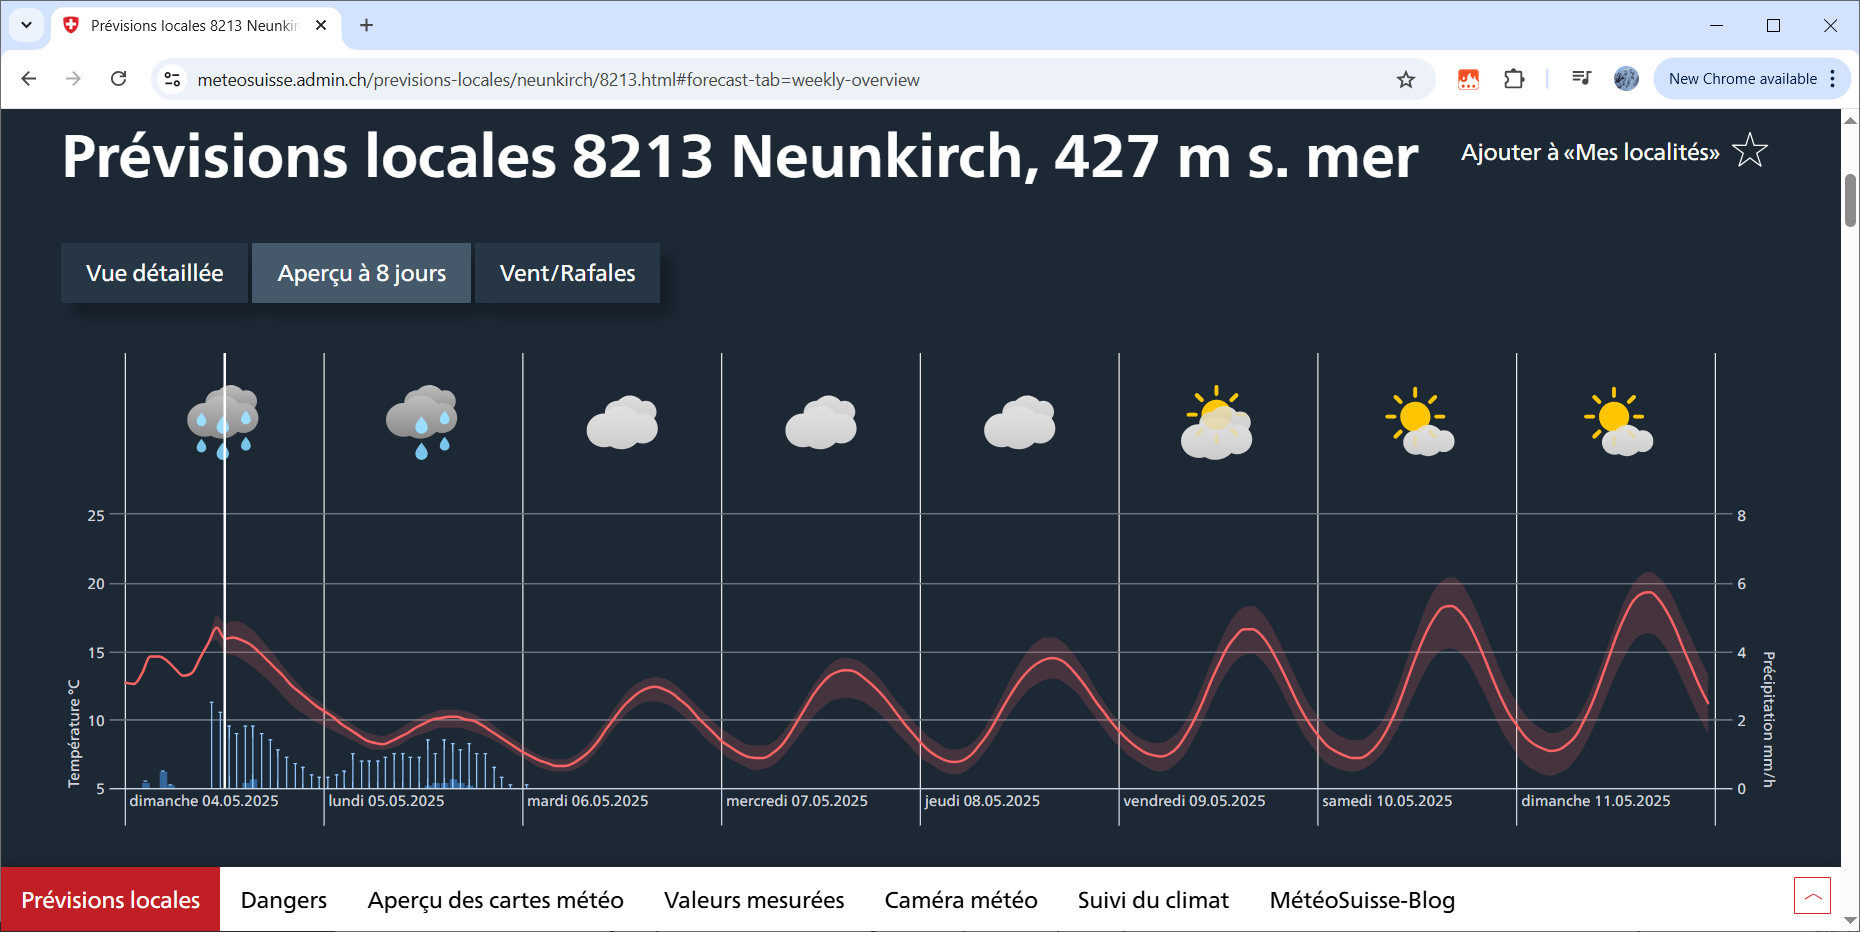 Prévisions locales 8213 Neunkir
meteosuisse.admin.ch/previsions-locales/neunkirch/8213.html#forecast-tab=weekly-overview
New Chrome available
Prévisions locales 8213 Neunkirch, 427 m s. mer
Ajouter à «Mes localités»
Vue détaillée
Aperçu à 8 jours
Vent/Rafales
25
20
15
10
5
Température °C
8
6
4
2
0
Précipitation mm/h
dimanche 04.05.2025
lundi 05.05.2025
mardi 06.05.2025
mercredi 07.05.2025
jeudi 08.05.2025
vendredi 09.05.2025
samedi 10.05.2025
dimanche 11.05.2025
Prévisions locales
Dangers
Aperçu des cartes météo
Valeurs mesurées
Caméra météo
Suivi du climat
MétéoSuisse-Blog